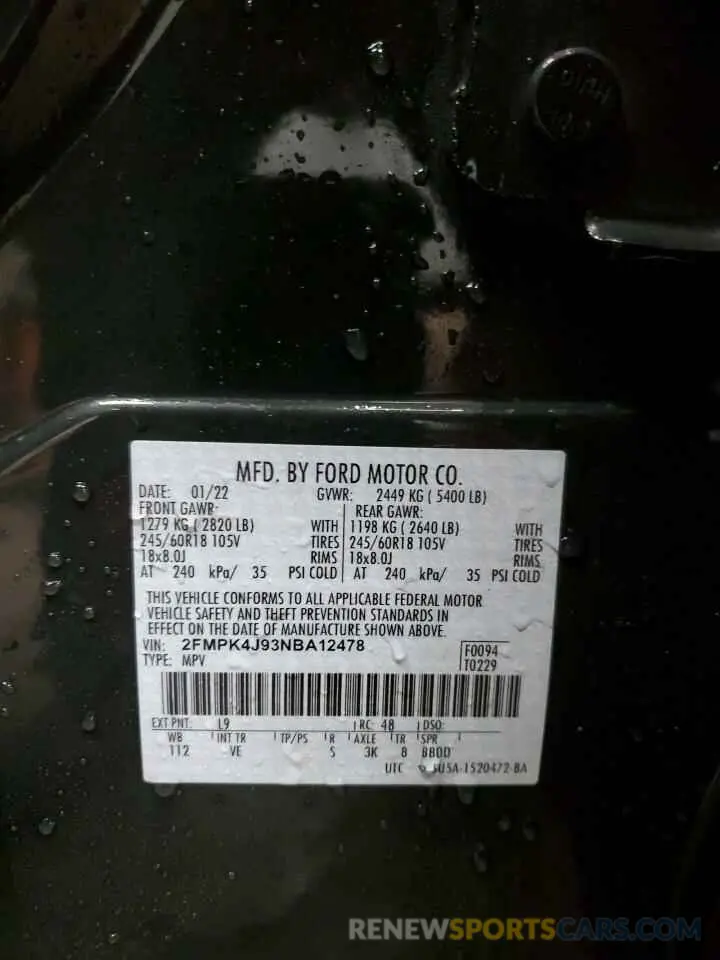 MFD. BY FORD MOTOR CO.
DATE: 01/22 GVWR: 2449 KG ( 5400 LB)
FRONT GAWR: REAR GAWR:
1279 KG ( 2820 LB) WITH 1198 KG ( 2640 LB) WITH
245/60R18 105V TIRES 245/60R18 105V TIRES
18x8.0J RIMS 18x8.0J RIMS
AT 240 kPa/ 35 PSI COLD AT 240 kPa/ 35 PSI COLD
THIS VEHICLE CONFORMS TO ALL APPLICABLE FEDERAL MOTOR
VEHICLE SAFETY AND THEFT PREVENTION STANDARDS IN
EFFECT ON THE DATE OF MANUFACTURE SHOWN ABOVE.
VIN: 2FMPK4J93NBA12478 F0094
TYPE: MPV T0229
EXT PNT: L9 RC: 48 DSO:
WB INT TR TP/PS R AXLE TR SPR
112 VE S 3K 8 BBDD
UTC 5U5A-1520472-BA
RENEWSPORTSCARS.COM